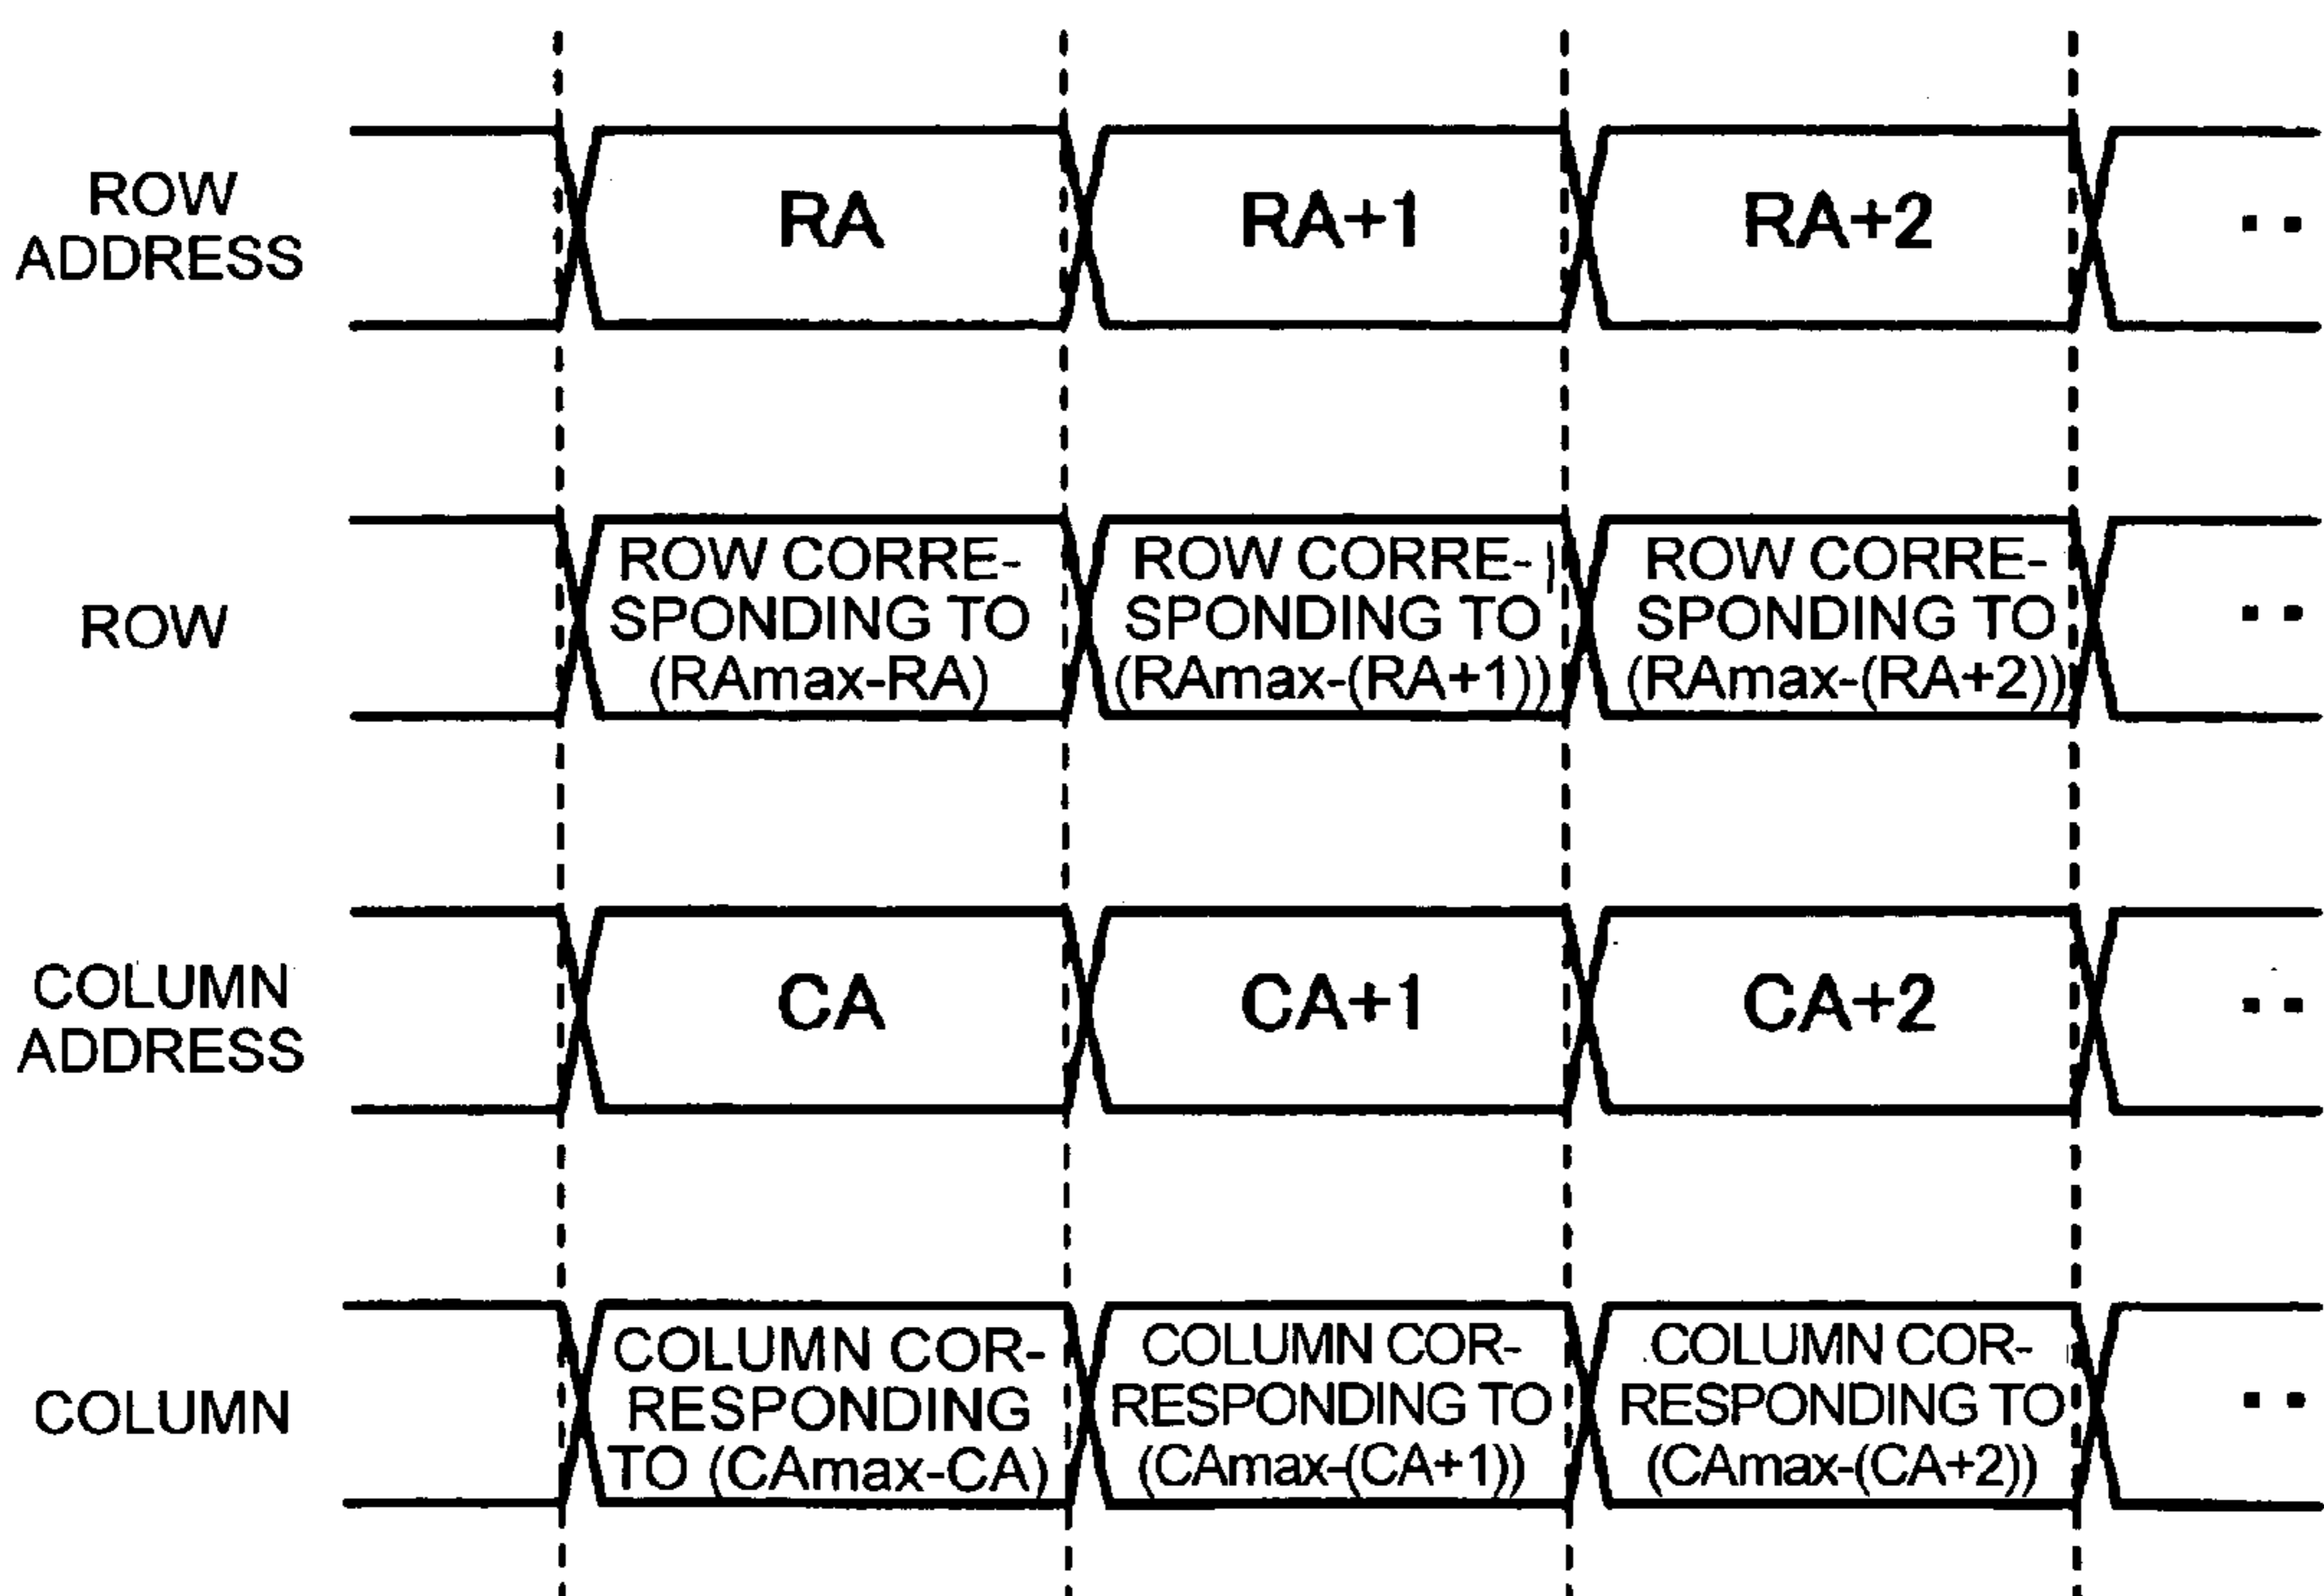 ROW
ADDRESS
RA
RA+1
RA+2
..
ROW
ROW CORRE-
SPONDING TO
(RAmax-RA)
ROW CORRE-
SPONDING TO
(RAmax-(RA+1))
ROW CORRE-
SPONDING TO
(RAmax-(RA+2))
..
COLUMN
ADDRESS
CA
CA+1
CA+2
..
COLUMN
COLUMN COR-
RESPONDING
TO (CAmax-CA)
COLUMN COR-
RESPONDING TO
(CAmax-(CA+1))
COLUMN COR-
RESPONDING TO
(CAmax-(CA+2))
..